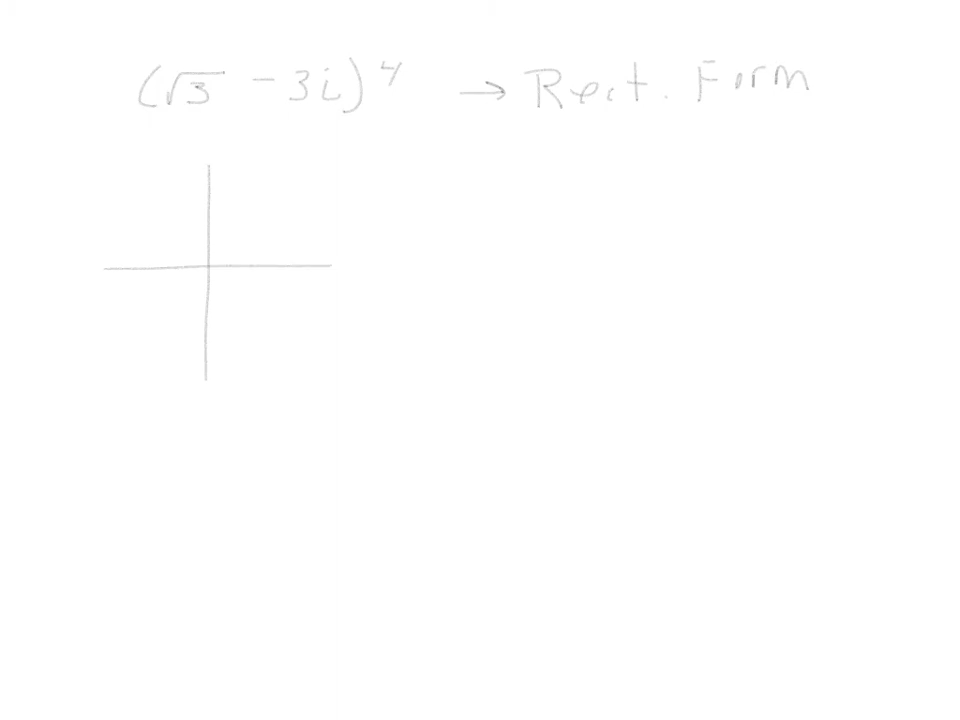 (√3 - 3i)⁴ → Rect. Form